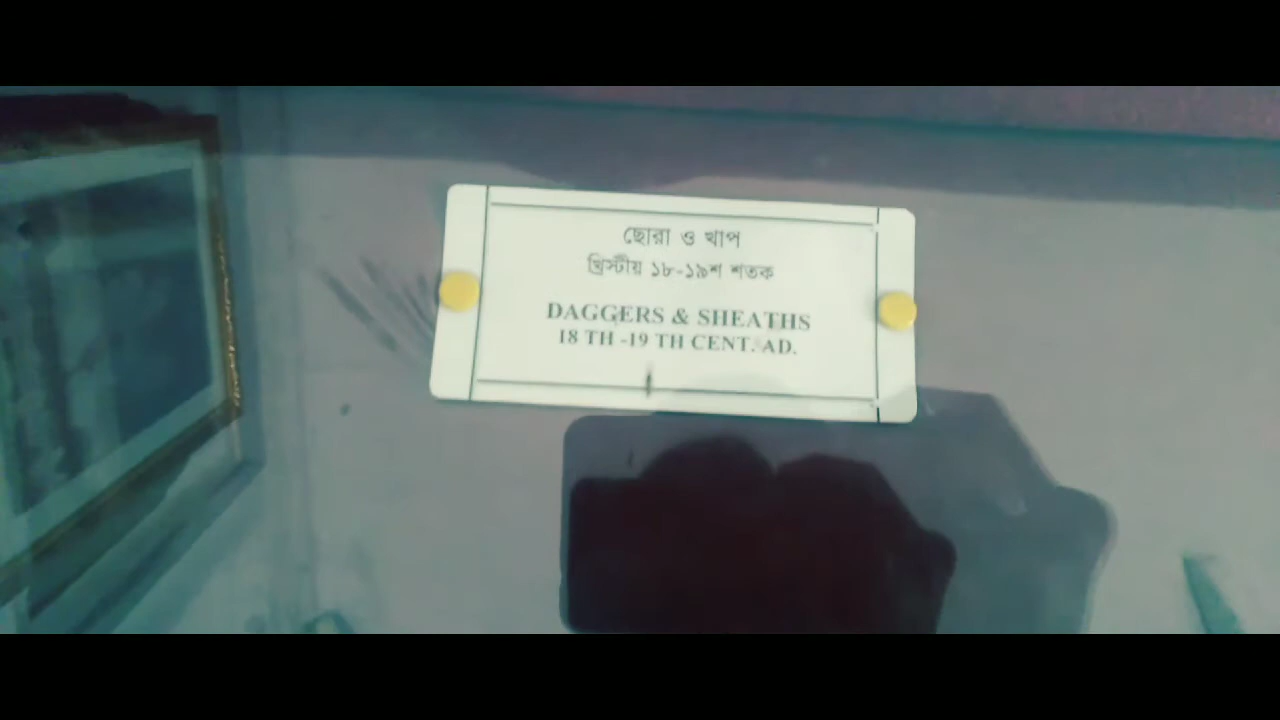 ছোরা ও খাপ
খ্রিস্টীয় ১৮-১৯শ শতক
DAGGERS & SHEATHS
18 TH -19 TH CENT. AD.